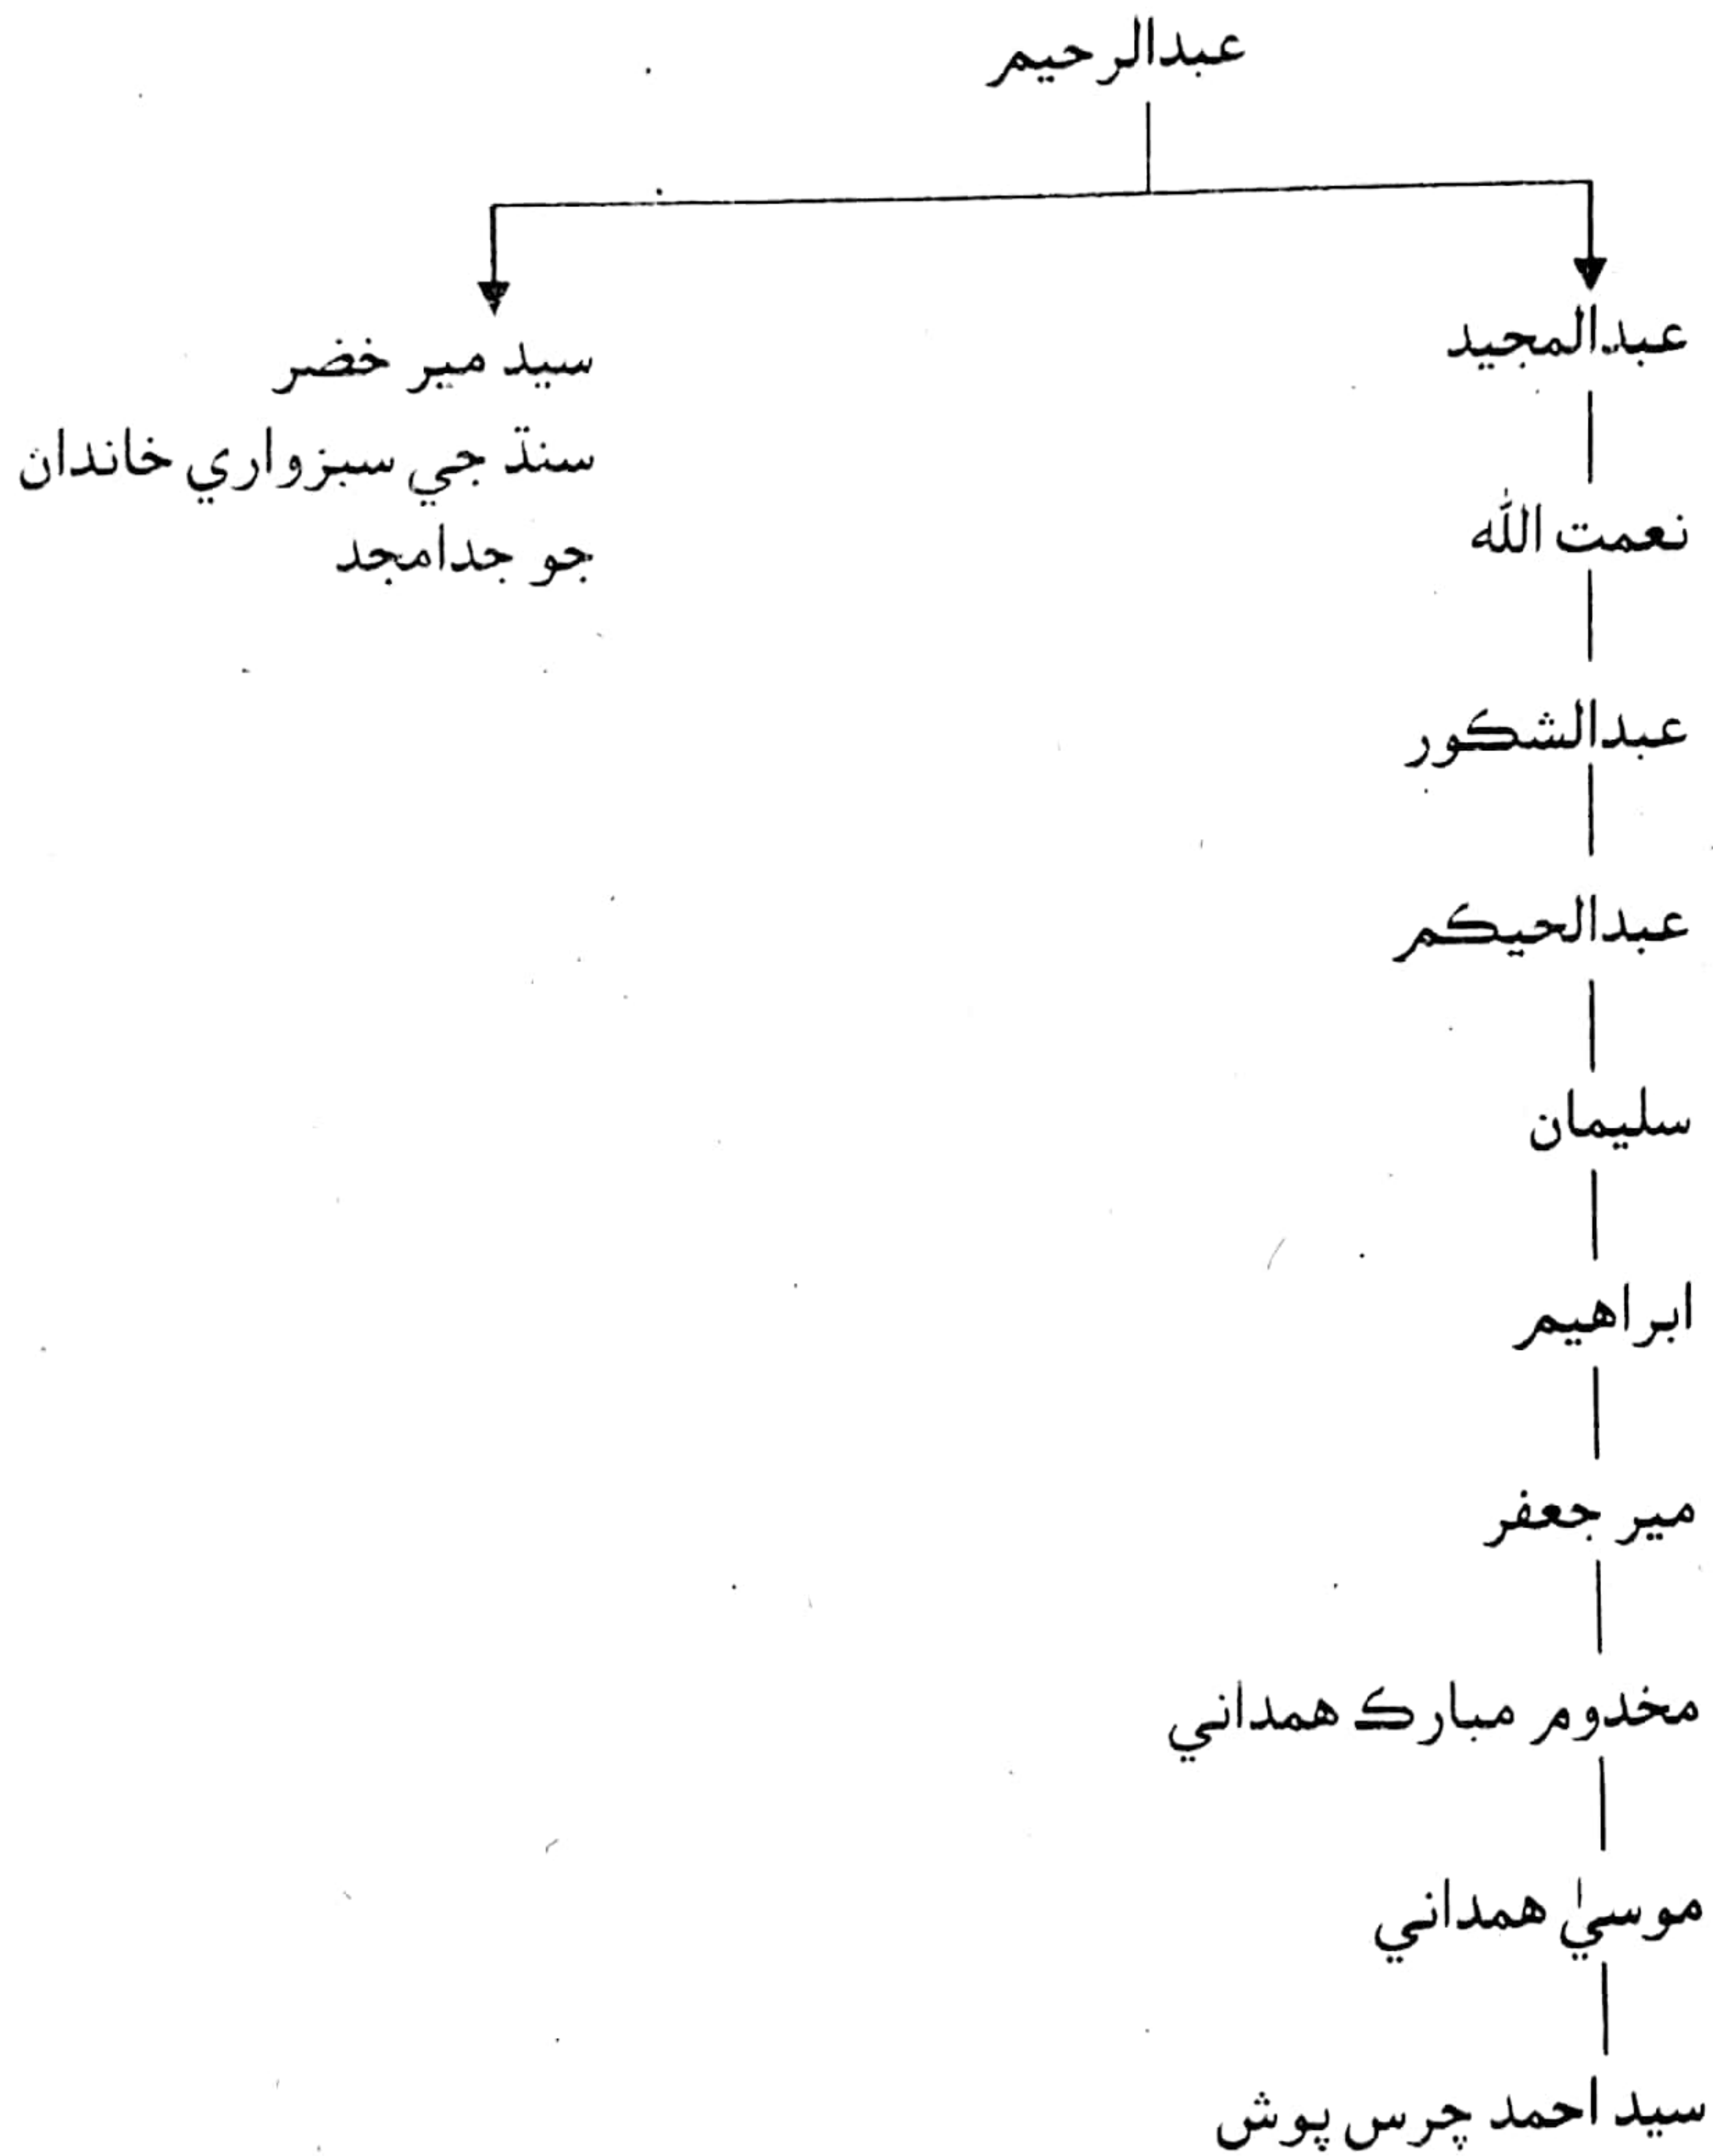 عبدالرحيم
عبدالمجيد
نعمت الله
عبدالشڪور
عبدالحيڪم
سليمان
ابراهيم
مير جعفر
مخدوم مبارڪ همداني
موسيٰ همداني
سيد احمد چرس پوش
سيد مير خضر
سنڌ جي سبزواري خاندان
جو جدامجد